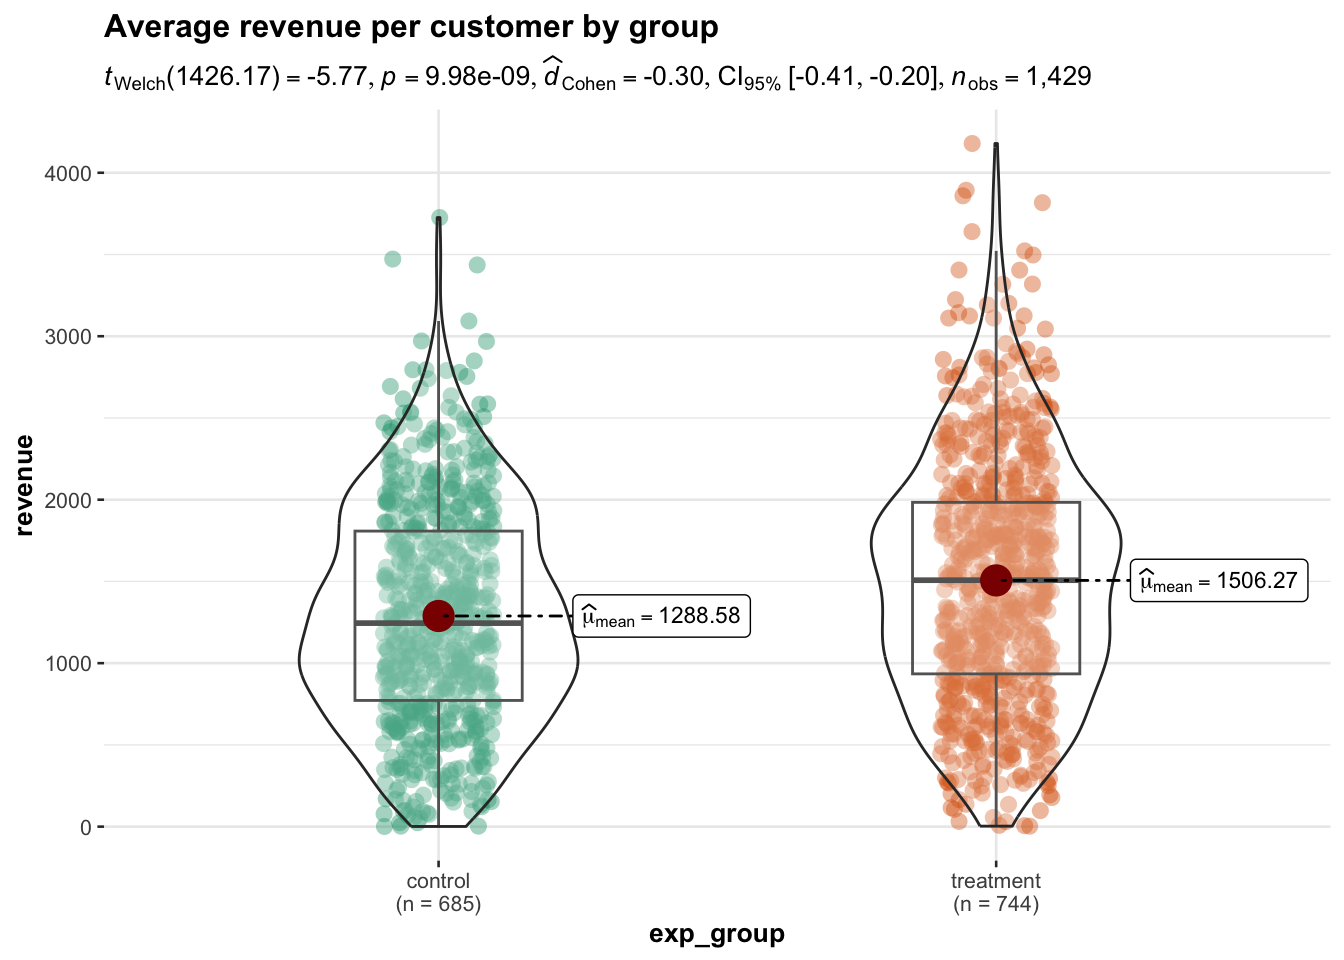 Average revenue per customer by group
t Welch(1426.17) = -5.77, p = 9.98e-09, d̂ Cohen = -0.30, CI95% [-0.41, -0.20], n obs = 1,429
4000
3000
2000
1000
0
revenue
μ̂ mean = 1288.58
μ̂ mean = 1506.27
control
(n = 685)
treatment
(n = 744)
exp_group